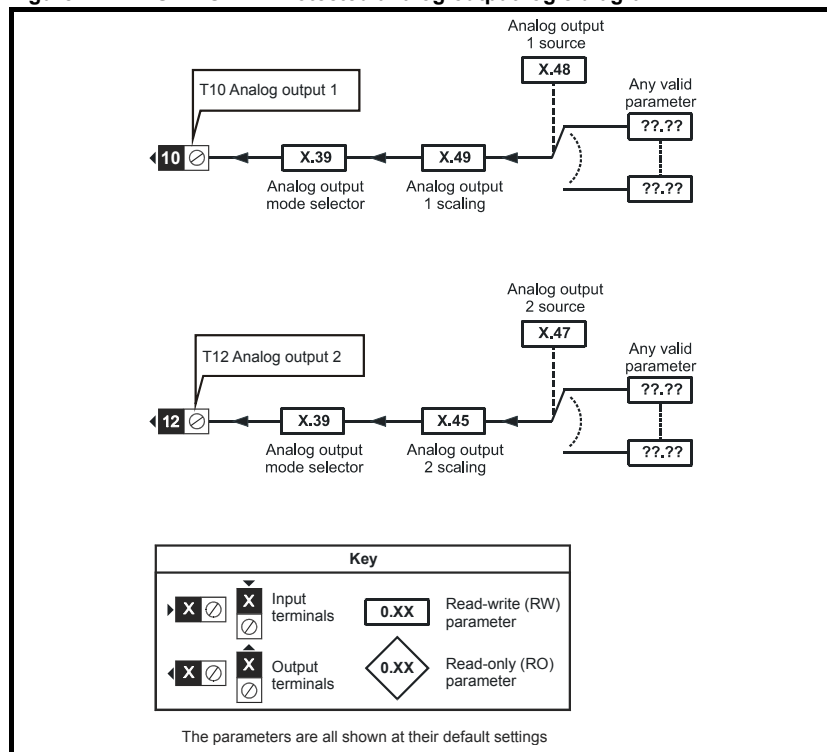 Analog output
1 source
X.48
T10 Analog output 1
Any valid
parameter
??.??
10
X.39
X.49
??.??
Analog output
mode selector
Analog output
1 scaling
Analog output
2 source
X.47
T12 Analog output 2
Any valid
parameter
??.??
12
X.39
X.45
??.??
Analog output
mode selector
Analog output
2 scaling
Key
X
X
Input
terminals
0.XX
Read-write (RW)
parameter
X
X
Output
terminals
0.XX
Read-only (RO)
parameter
The parameters are all shown at their default settings